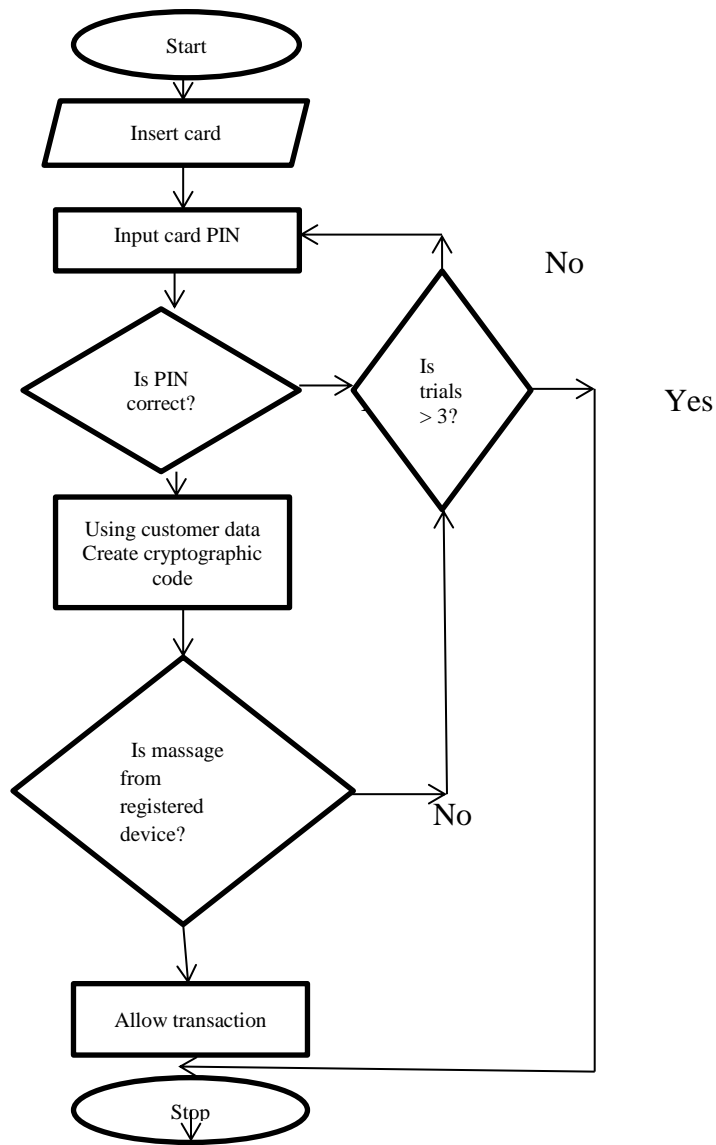 Start
Insert card
Input card PIN
No
Is PIN
correct?
Is
trials
> 3?
Yes
Using customer data
Create cryptographic
code
Is massage
from
registered
device?
No
Allow transaction
Stop